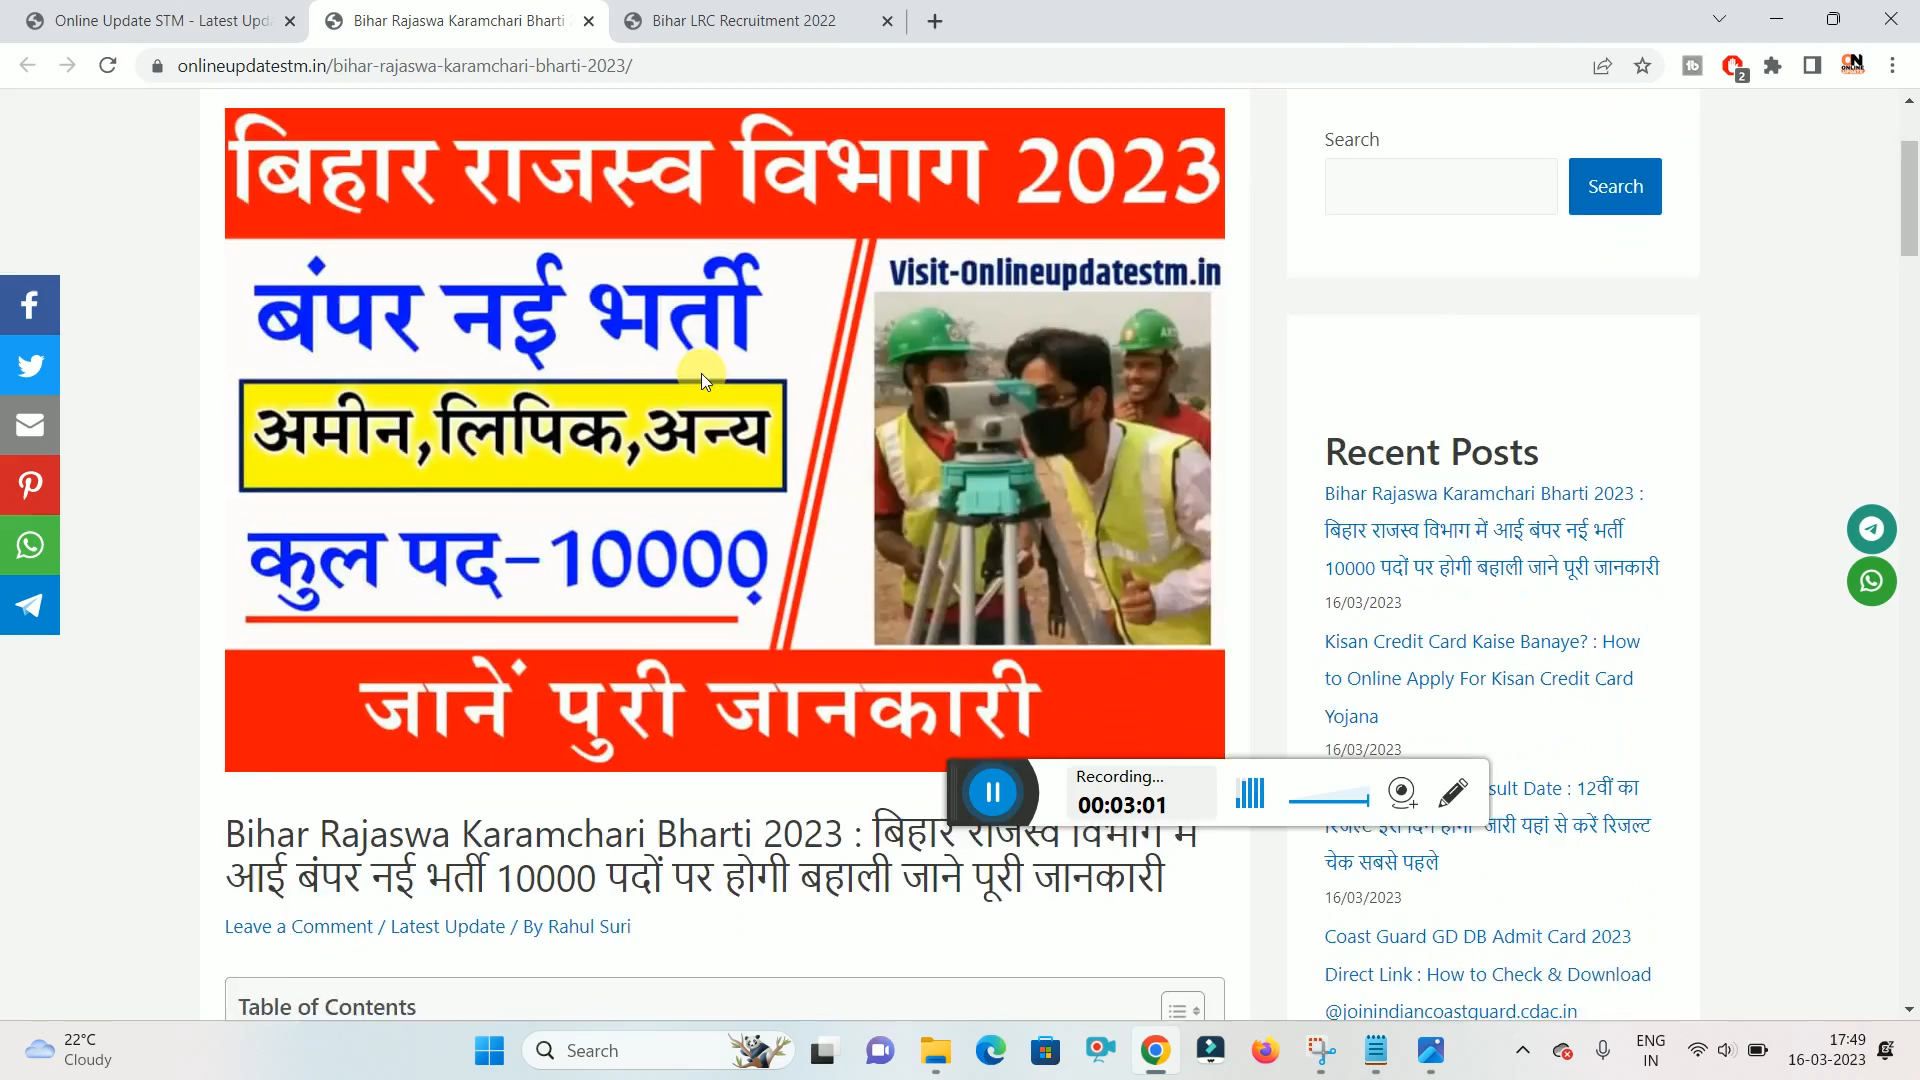 Online Update STM - Latest Upda
Bihar Rajaswa Karamchari Bharti
Bihar LRC Recruitment 2022
onlineupdatestm.in/bihar-rajaswa-karamchari-bharti-2023/
2
बिहार राजस्व विभाग 2023
बंपर नई भर्ती
अमीन,लिपिक,अन्य
कुल पद-10000
Visit-Onlineupdatestm.in
जानें पुरी जानकारी
Bihar Rajaswa Karamchari Bharti 2023 : बिहार राजस्व विभाग में
आई बंपर नई भर्ती 10000 पदों पर होगी बहाली जाने पूरी जानकारी
Leave a Comment / Latest Update / By Rahul Suri
Table of Contents
Search
Search
Recent Posts
Bihar Rajaswa Karamchari Bharti 2023 :
बिहार राजस्व विभाग में आई बंपर नई भर्ती
10000 पदों पर होगी बहाली जाने पूरी जानकारी
16/03/2023
Kisan Credit Card Kaise Banaye? : How
to Online Apply For Kisan Credit Card
Yojana
16/03/2023
sult Date : 12वीं का
जारी यहां से करें रिजल्ट
चेक सबसे पहले
16/03/2023
Coast Guard GD DB Admit Card 2023
Direct Link : How to Check & Download
@joinindiancoastguard.cdac.in
Recording...
00:03:01
22°C
Cloudy
Search
ENG
IN
17:49
16-03-2023